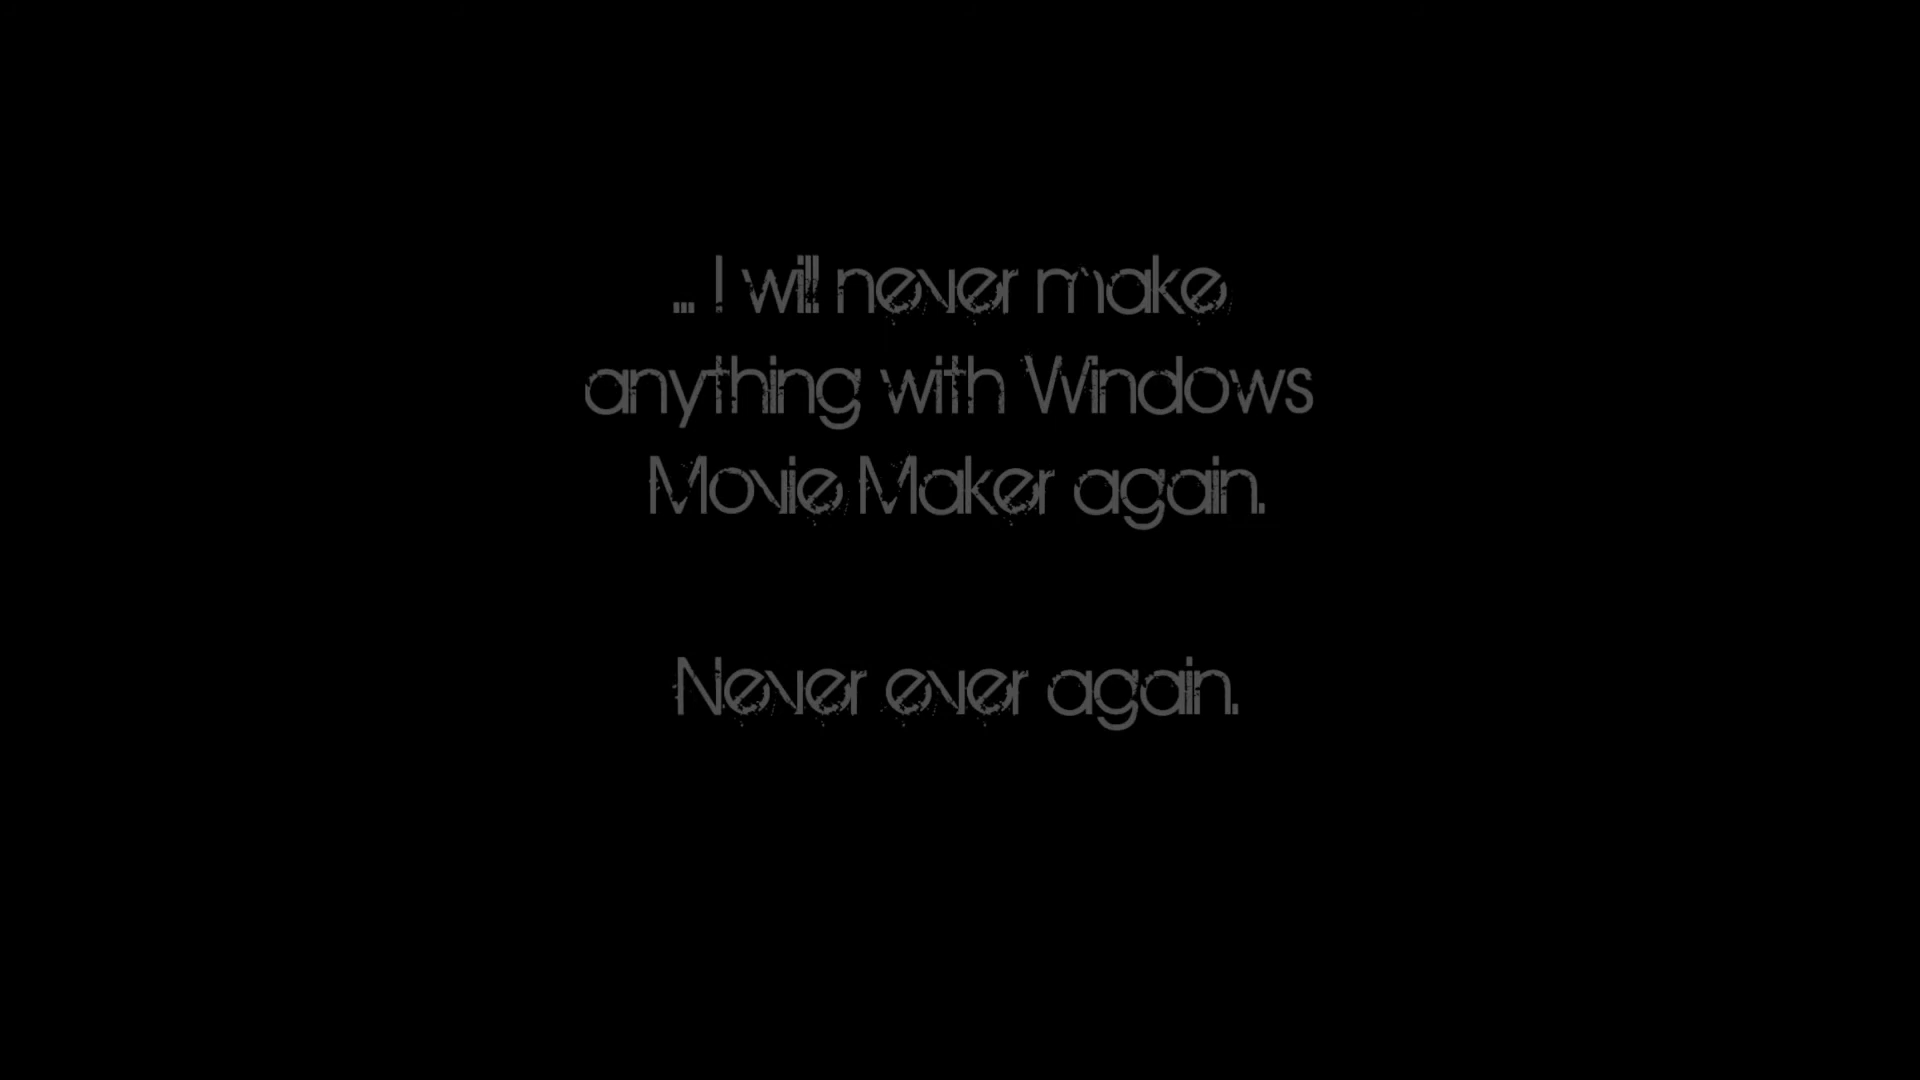 ... I will never make
anything with Windows
Movie Maker again.
Never ever again.